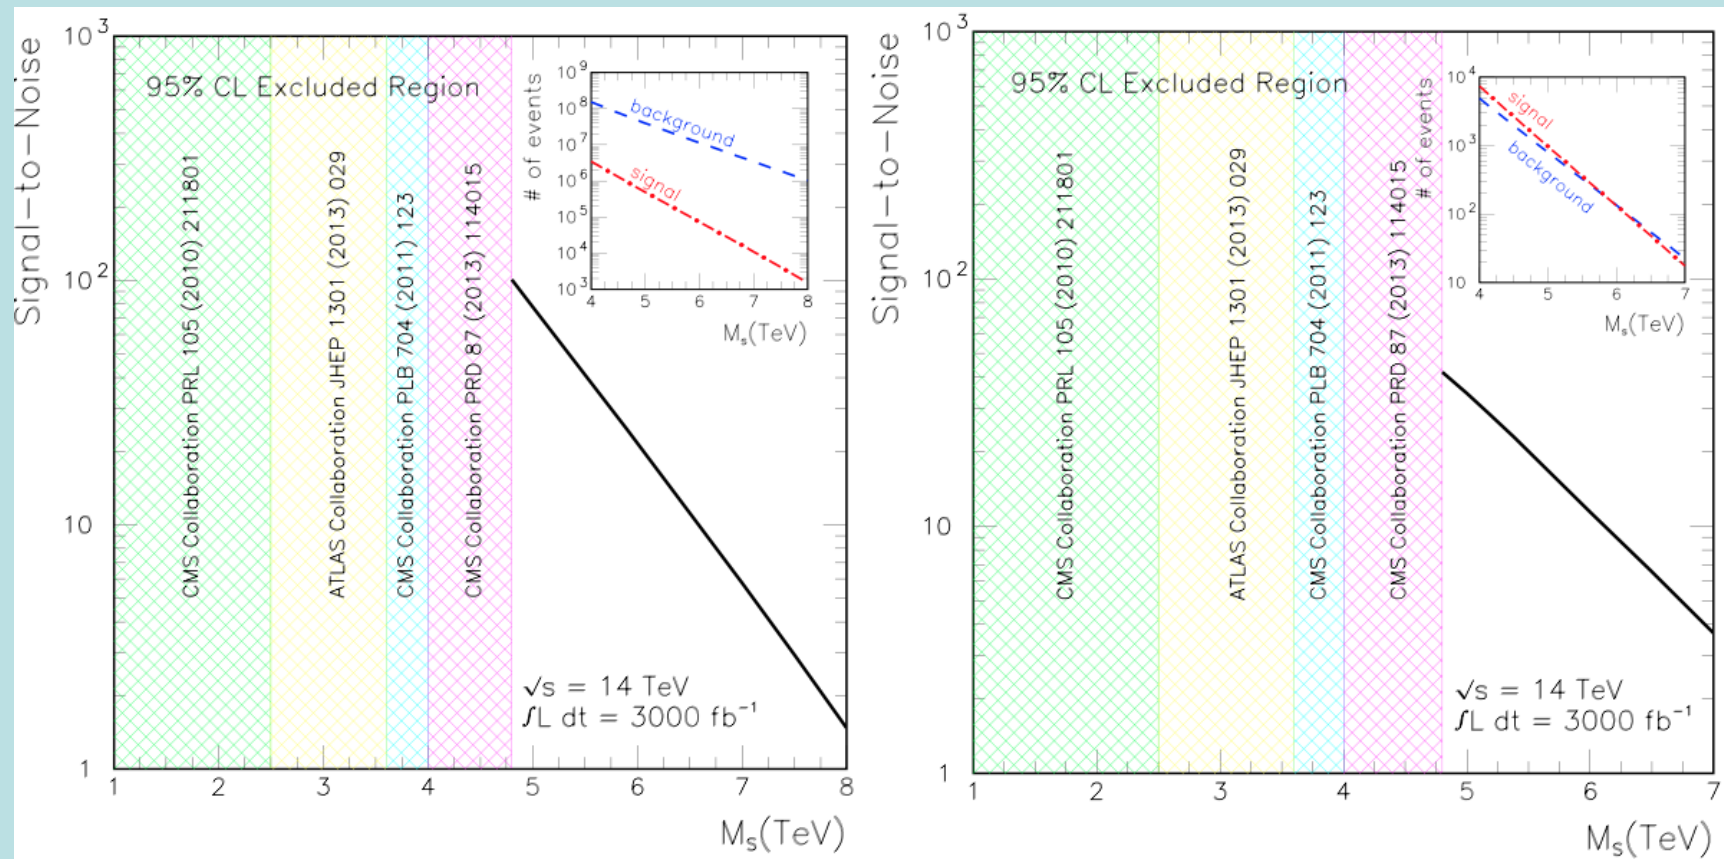 Signal-to-Noise
10³
10²
10
1
95% CL Excluded Region
CMS Collaboration PRL 105 (2010) 211801
ATLAS Collaboration JHEP 1301 (2013) 029
CMS Collaboration PLB 704 (2011) 123
CMS Collaboration PRD 87 (2013) 114015
# of events
10⁹
10⁸
10⁷
10⁶
10⁵
10⁴
10³
background
signal
4 5 6 7 8
Mₛ(TeV)
√s = 14 TeV
∫L dt = 3000 fb⁻¹
1 2 3 4 5 6 7 8
Mₛ(TeV)
Signal-to-Noise
10³
10²
10
1
95% CL Excluded Region
CMS Collaboration PRL 105 (2010) 211801
ATLAS Collaboration JHEP 1301 (2013) 029
CMS Collaboration PLB 704 (2011) 123
CMS Collaboration PRD 87 (2013) 114015
# of events
10⁴
10³
10²
10
signal
background
4 5 6 7
Mₛ(TeV)
√s = 14 TeV
∫L dt = 3000 fb⁻¹
1 2 3 4 5 6 7
Mₛ(TeV)